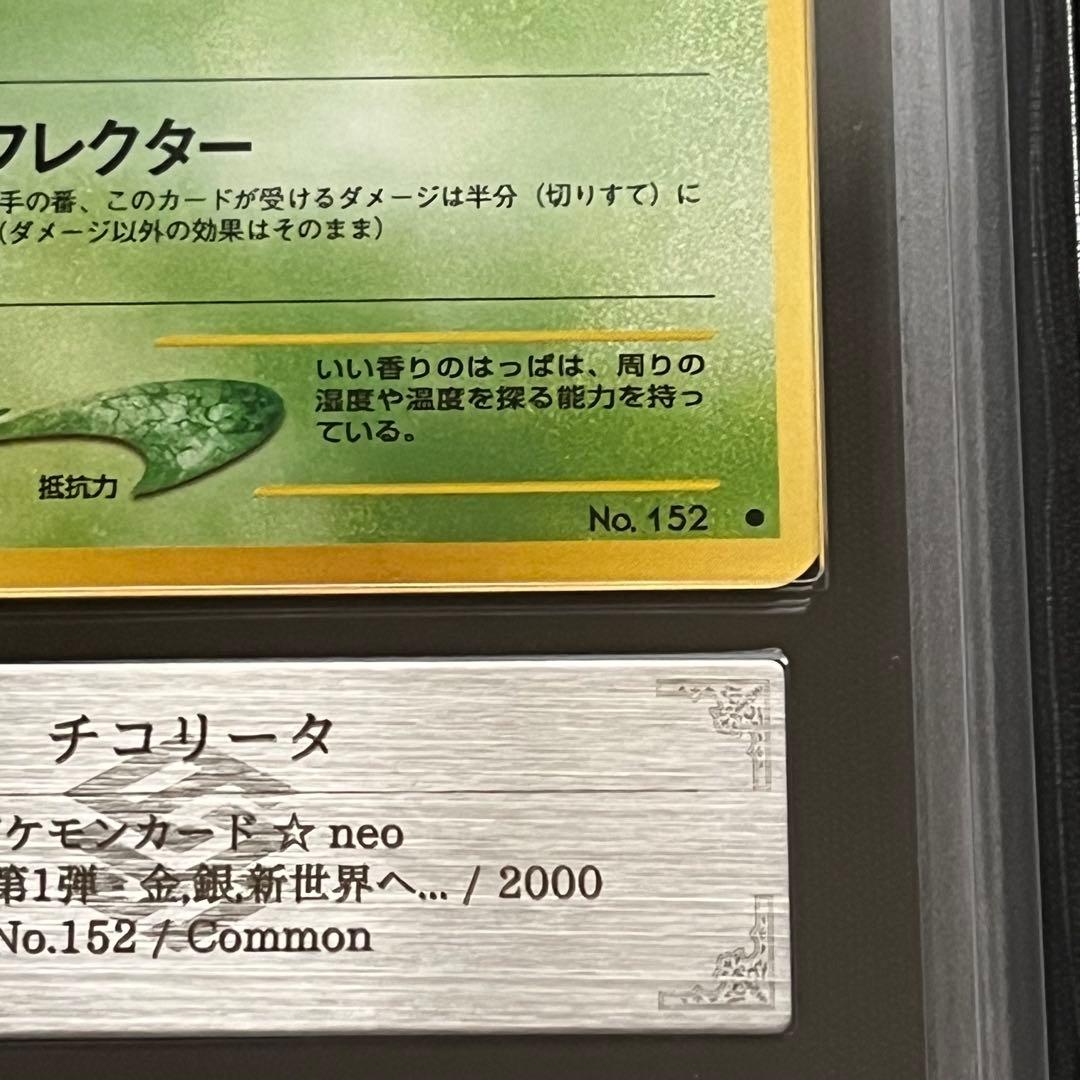 フレクター
手の番、このカードが受けるダメージは半分（切りすて）に
（ダメージ以外の効果はそのまま）
いい香りのはっぱは、周りの
湿度や温度を探る能力を持っ
ている。
抵抗力
No. 152 ●
チコリータ
ケモンカード ☆ neo
第1弾 : 金,銀,新世界へ... / 2000
No.152 / Common